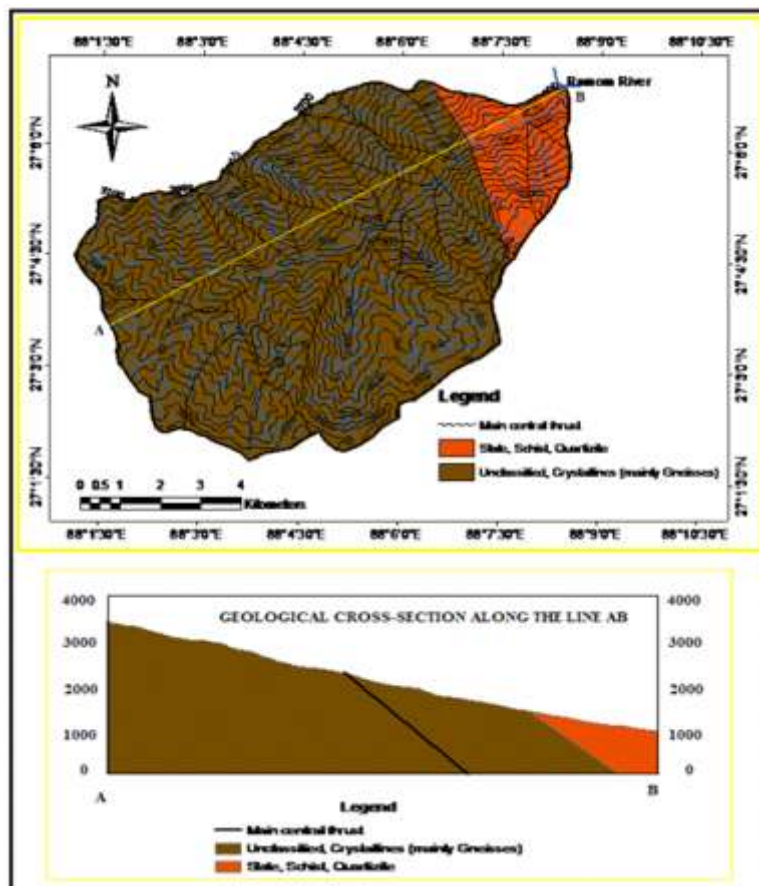 88°1'30"E 88°3'0"E 88°4'30"E 88°6'0"E 88°7'30"E 88°9'0"E 88°10'30"E
N
Ramom River
B
27°6'0"N 27°6'0"N
27°4'30"N 27°4'30"N
A
27°3'0"N 27°3'0"N
Legend
Main central thrust
Slate, Schist, Quartzite
Unclassified, Crystallines (mainly Gneisses)
27°1'30"N 27°1'30"N
0 0.5 1 2 3 4
Kilometers
88°1'30"E 88°3'0"E 88°4'30"E 88°6'0"E 88°7'30"E 88°9'0"E 88°10'30"E
4000 4000
GEOLOGICAL CROSS-SECTION ALONG THE LINE AB
3000 3000
2000 2000
1000 1000
0 0
A B
Legend
Main central thrust
Unclassified, Crystallines (mainly Gneisses)
Slate, Schist, Quartzite